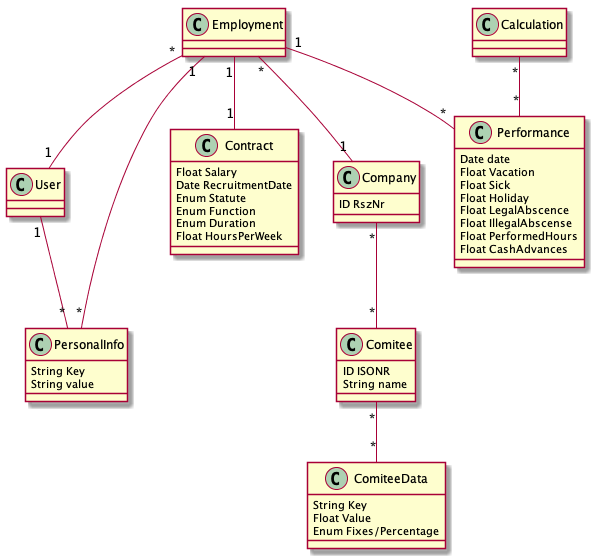 C Employment
C Calculation
* 1 1 * 1 *
1 1 1 * *
C Performance
Date date
Float Vacation
Float Sick
Float Holiday
Float LegalAbscence
Float IllegalAbscense
Float PerformedHours
Float CashAdvances
C Contract
Float Salary
Date RecruitmentDate
Enum Statute
Enum Function
Enum Duration
Float HoursPerWeek
C Company
ID RszNr
C User
1 *
* * *
C PersonalInfo
String Key
String value
C Comitee
ID ISONR
String name
*
*
C ComiteeData
String Key
Float Value
Enum Fixes/Percentage